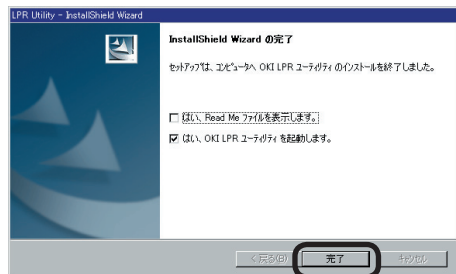 LPR Utility - InstallShield Wizard
InstallShield Wizard の完了
セットアップは、コンピュータへ OKI LPR ユーティリティ のインストールを終了しました。
はい、Read Me ファイルを表示します。
はい、OKI LPR ユーティリティ を起動します。
< 戻る(B)
完了
キャンセル